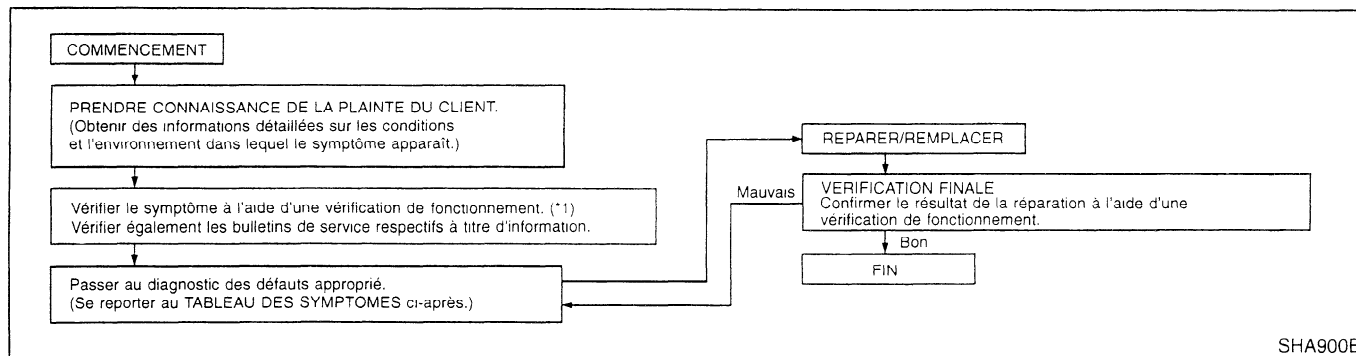 COMMENCEMENT
PRENDRE CONNAISSANCE DE LA PLAINTE DU CLIENT.
(Obtenir des informations détaillées sur les conditions
et l'environnement dans lequel le symptôme apparaît.)
Vérifier le symptôme à l'aide d'une vérification de fonctionnement. (*1)
Vérifier également les bulletins de service respectifs à titre d'information.
Passer au diagnostic des défauts approprié.
(Se reporter au TABLEAU DES SYMPTOMES ci-après.)
REPARER/REMPLACER
Mauvais
VERIFICATION FINALE
Confirmer le résultat de la réparation à l'aide d'une
vérification de fonctionnement.
Bon
FIN
SHA900E